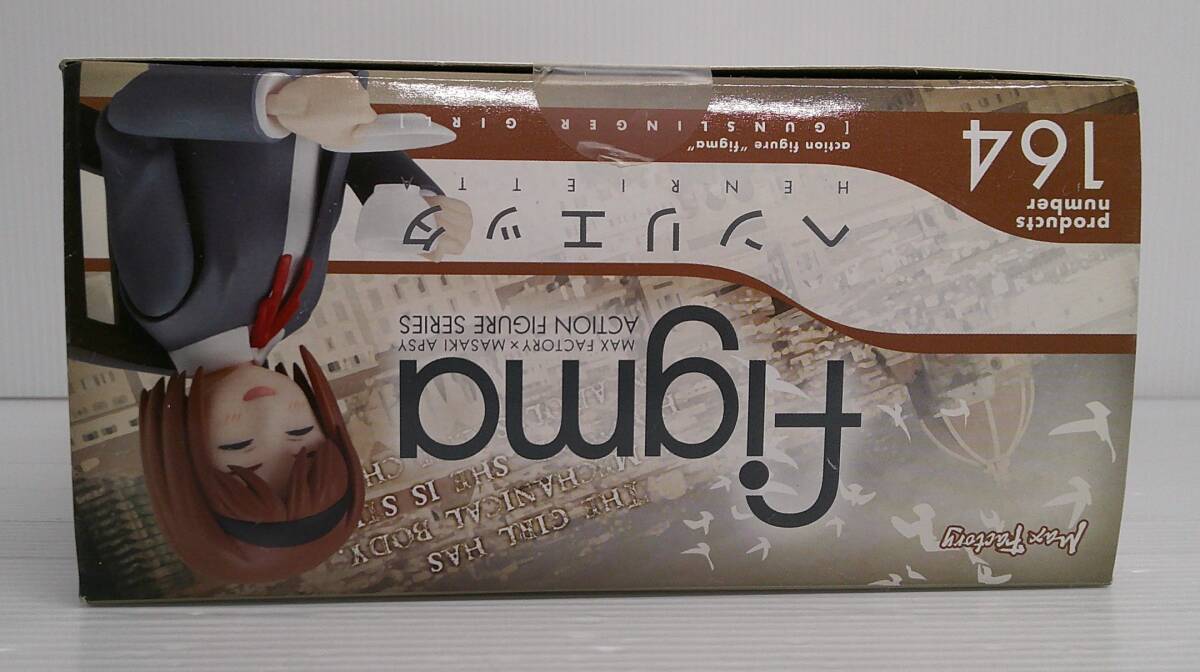 Max Factory
THE GIRL HAS
MECHANICAL BODY.
SHE IS
figma
MAX FACTORY × MASAKI APSY
ACTION FIGURE SERIES
ヘンリエッタ
HENRIETTA
action figure "figma"
[GUNSLINGER GIRL]
products
number
164